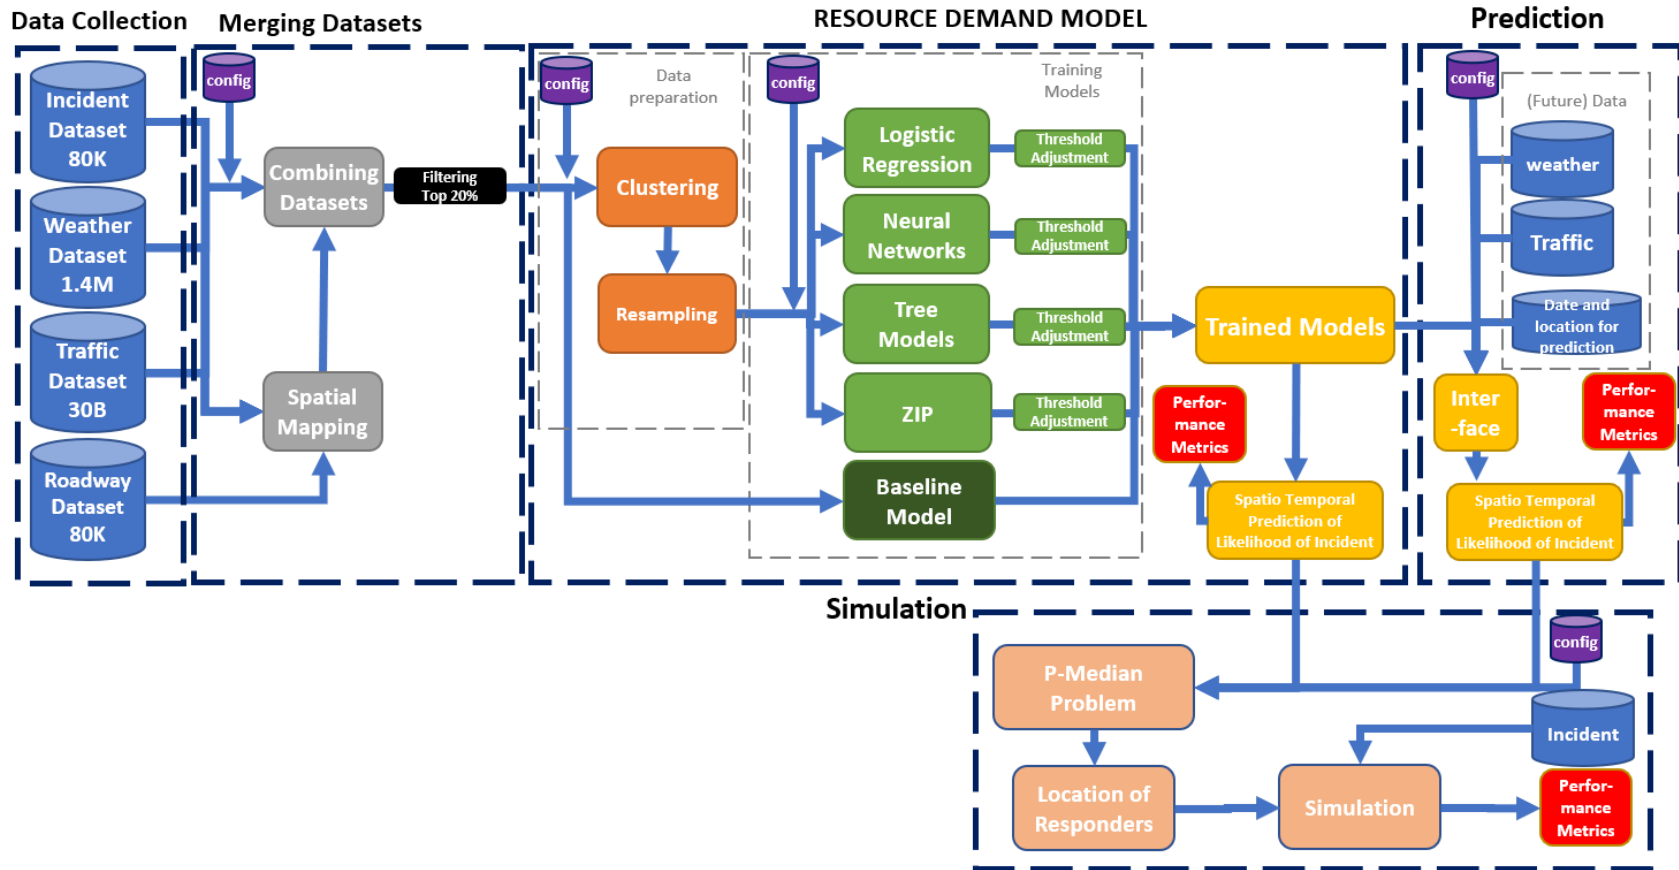 Data Collection
Merging Datasets
RESOURCE DEMAND MODEL
Prediction
Incident
Dataset
80K
Weather
Dataset
1.4M
Traffic
Dataset
30B
Roadway
Dataset
80K
config
Combining
Datasets
Spatial
Mapping
Filtering
Top 20%
config
Data
preparation
Clustering
Resampling
config
Training
Models
Logistic
Regression
Threshold
Adjustment
Neural
Networks
Threshold
Adjustment
Tree
Models
Threshold
Adjustment
ZIP
Threshold
Adjustment
Baseline
Model
Trained Models
Perfor-
mance
Metrics
Spatio Temporal
Prediction of
Likelihood of Incident
config
(Future) Data
weather
Traffic
Date and
location for
prediction
Inter
-face
Perfor-
mance
Metrics
Spatio Temporal
Prediction of
Likelihood of Incident
Simulation
config
P-Median
Problem
Incident
Location of
Responders
Simulation
Perfor-
mance
Metrics